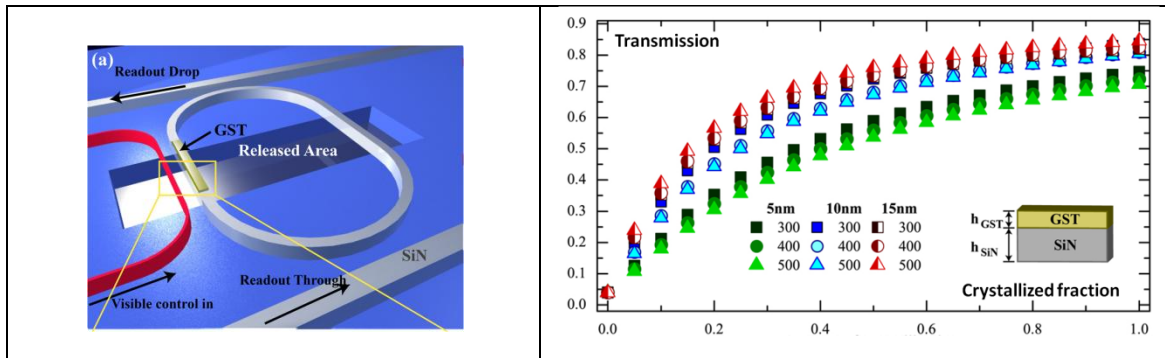 (a)
Readout Drop
GST
Released Area
SiN
Readout Through
Visible control in
Transmission
0.9
0.8
0.7
0.6
0.5
0.4
0.3
0.2
0.1
0.0
5nm 10nm 15nm
300 300 300
400 400 400
500 500 500
h GST GST
h SiN SiN
Crystallized fraction
0.0 0.2 0.4 0.6 0.8 1.0